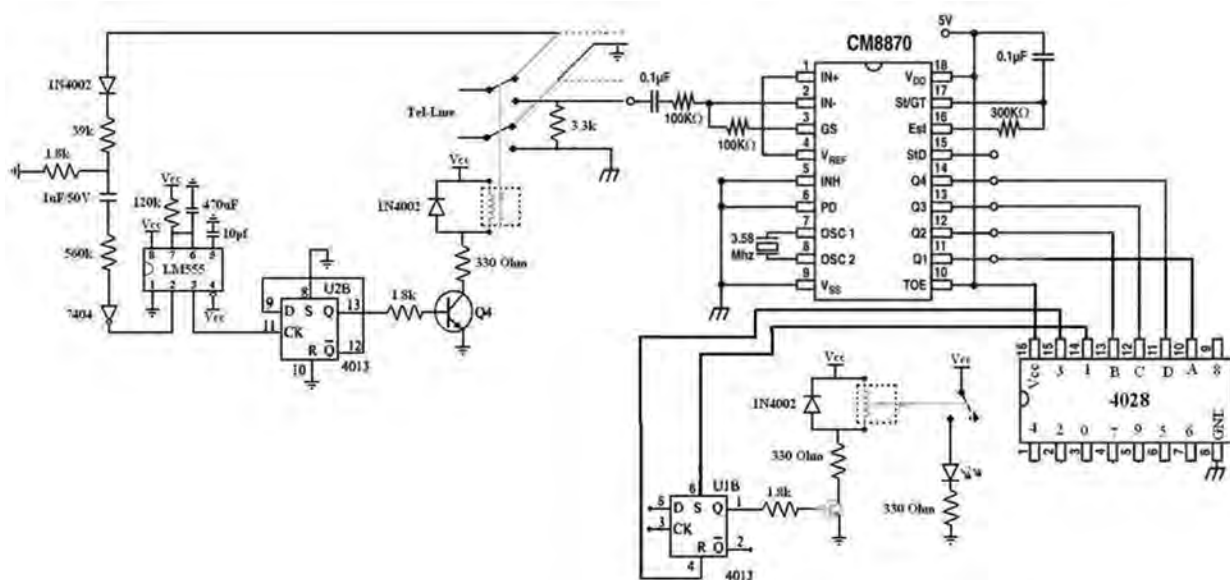 5V
CM8870
0.1µF
1N4002
39k
1.8k
1uF/50V
560k
7404
Vcc
120k
470uF
10pf
Vcc
8 7 6 5
LM555
1 2 3 4
Vcc
Tel-Line
3.3k
0.1µF
100KΩ
100KΩ
1 IN+
2 IN-
3 GS
4 VREF
5 INH
6 PD
7 OSC 1
8 OSC 2
9 VSS
3.58
Mhz
18 VDD
17 St/GT
16 Est
15 StD
14 Q4
13 Q3
12 Q2
11 Q1
10 TOE
300KΩ
Vcc
1N4002
330 Ohm
1.8k
Q4
U2B
8
9 D S Q 13
11 CK
R Q 12
10
4013
Vcc
1N4002
330 Ohm
Vcc
330 Ohm
U1B
6
5 D S Q 1
3 CK
R Q 2
4
4013
1.8k
16 15 14 13 12 11 10 9
Vcc 3 1 B C D A 8
4028
4 2 0 7 9 5 6
1 2 3 4 5 6 7 8